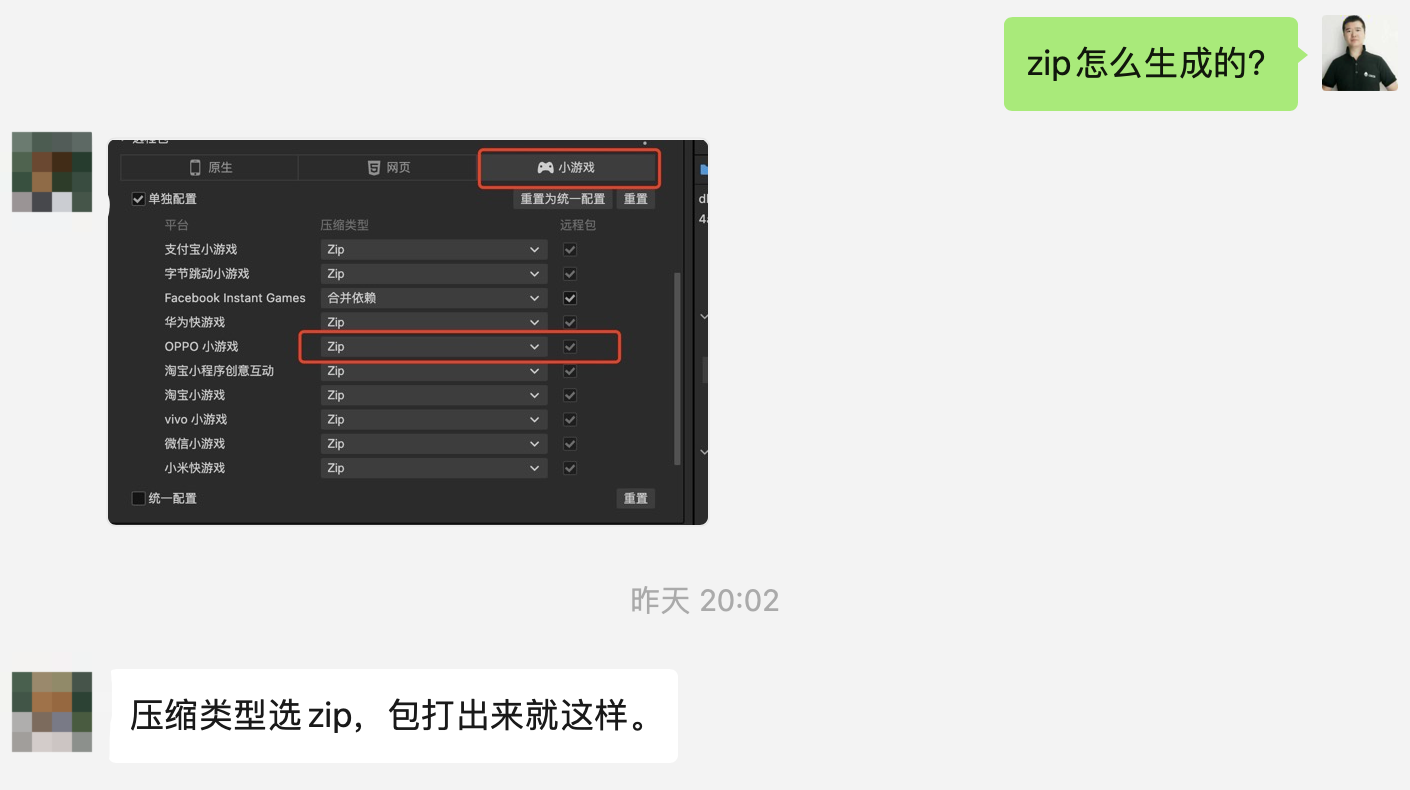 zip怎么生成的?
原生
网页
小游戏
单独配置
重置为统一配置
重置
平台
压缩类型
远程包
支付宝小游戏
Zip
字节跳动小游戏
Zip
Facebook Instant Games
合并依赖
华为快游戏
Zip
OPPO 小游戏
Zip
淘宝小程序创意互动
Zip
淘宝小游戏
Zip
vivo 小游戏
Zip
微信小游戏
Zip
小米快游戏
Zip
统一配置
重置
昨天 20:02
压缩类型选zip，包打出来就这样。